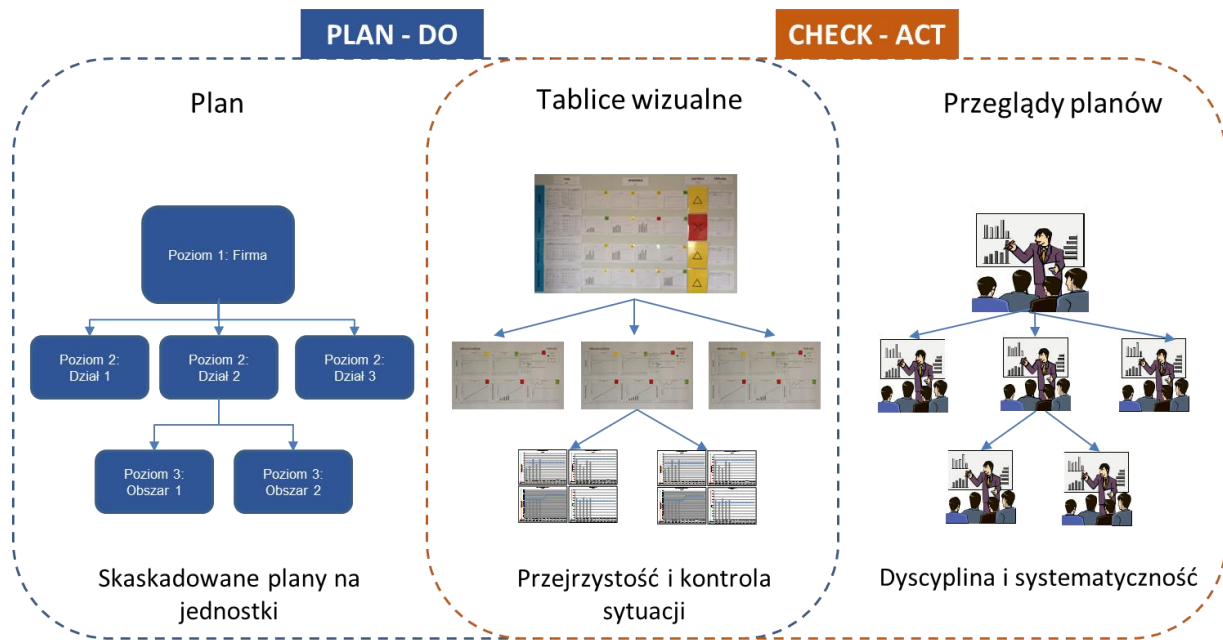 PLAN - DO
CHECK - ACT
Plan
Tablice wizualne
Przeglądy planów
Poziom 1: Firma
Poziom 2:
Dział 1
Poziom 2:
Dział 2
Poziom 2:
Dział 3
Poziom 3:
Obszar 1
Poziom 3:
Obszar 2
Skaskadowane plany na
jednostki
Przejrzystość i kontrola
sytuacji
Dyscyplina i systematyczność